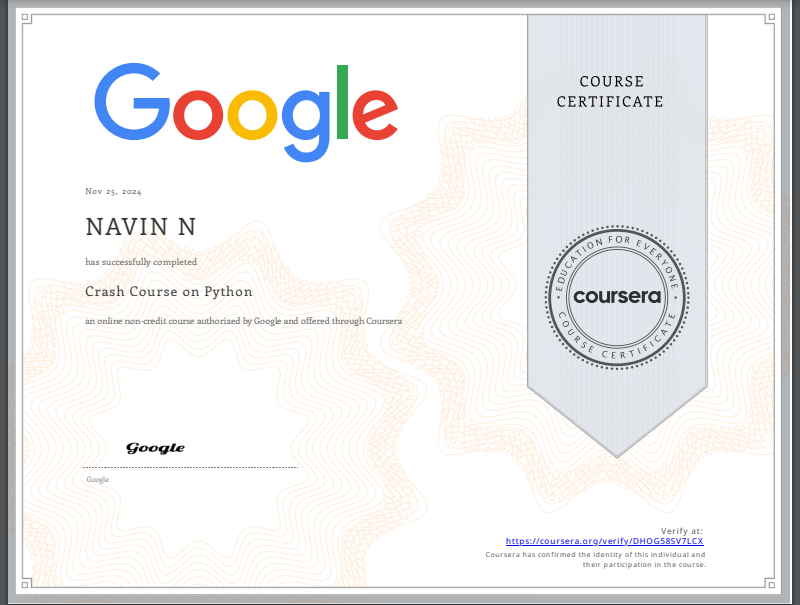 Google
COURSE
CERTIFICATE
Nov 25, 2024
NAVIN N
has successfully completed
Crash Course on Python
an online non-credit course authorized by Google and offered through Coursera
EDUCATION FOR EVERYONE
coursera
COURSE CERTIFICATE
Google
Google
Verify at:
https://coursera.org/verify/DHOG58SV7LCX
Coursera has confirmed the identity of this individual and
their participation in the course.